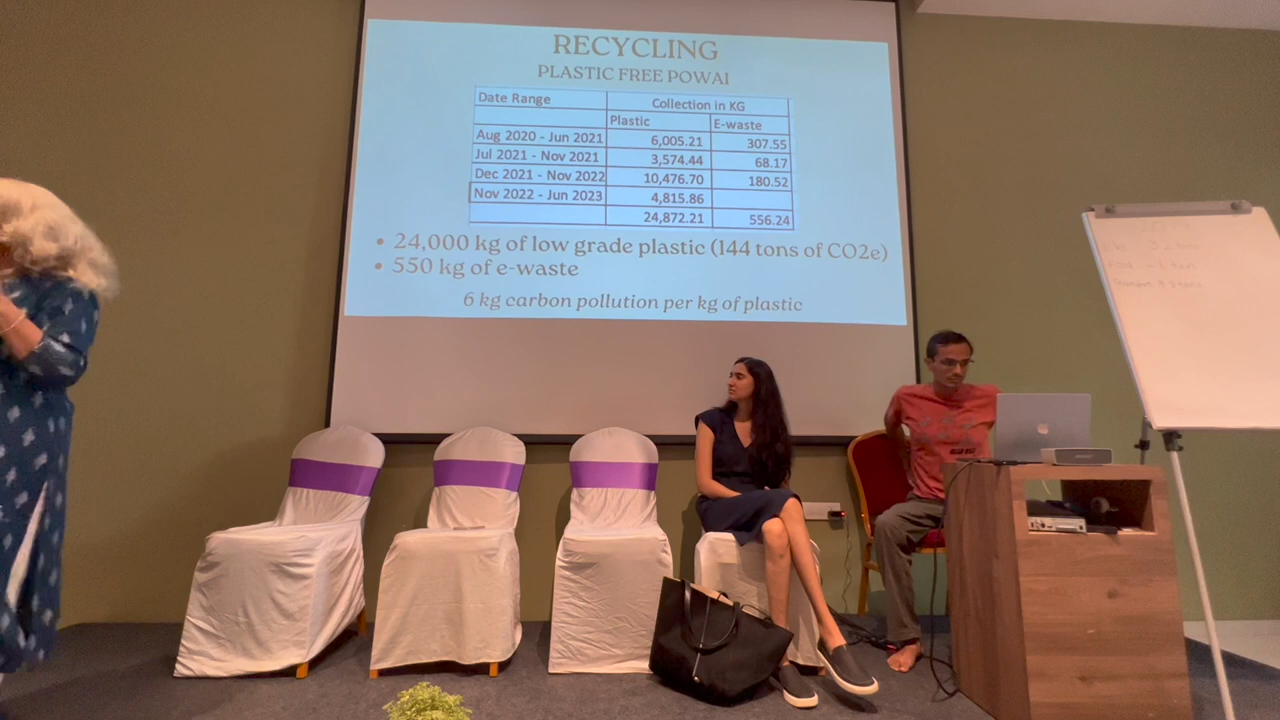 RECYCLING
PLASTIC FREE POWAI
Date Range Collection in KG
Plastic E-waste
Aug 2020 - Jun 2021 6,005.21 307.55
Jul 2021 - Nov 2021 3,574.44 68.17
Dec 2021 - Nov 2022 10,476.70 180.52
Nov 2022 - Jun 2023 4,815.86
24,872.21 556.24
• 24,000 kg of low grade plastic (144 tons of CO2e)
• 550 kg of e-waste
6 kg carbon pollution per kg of plastic